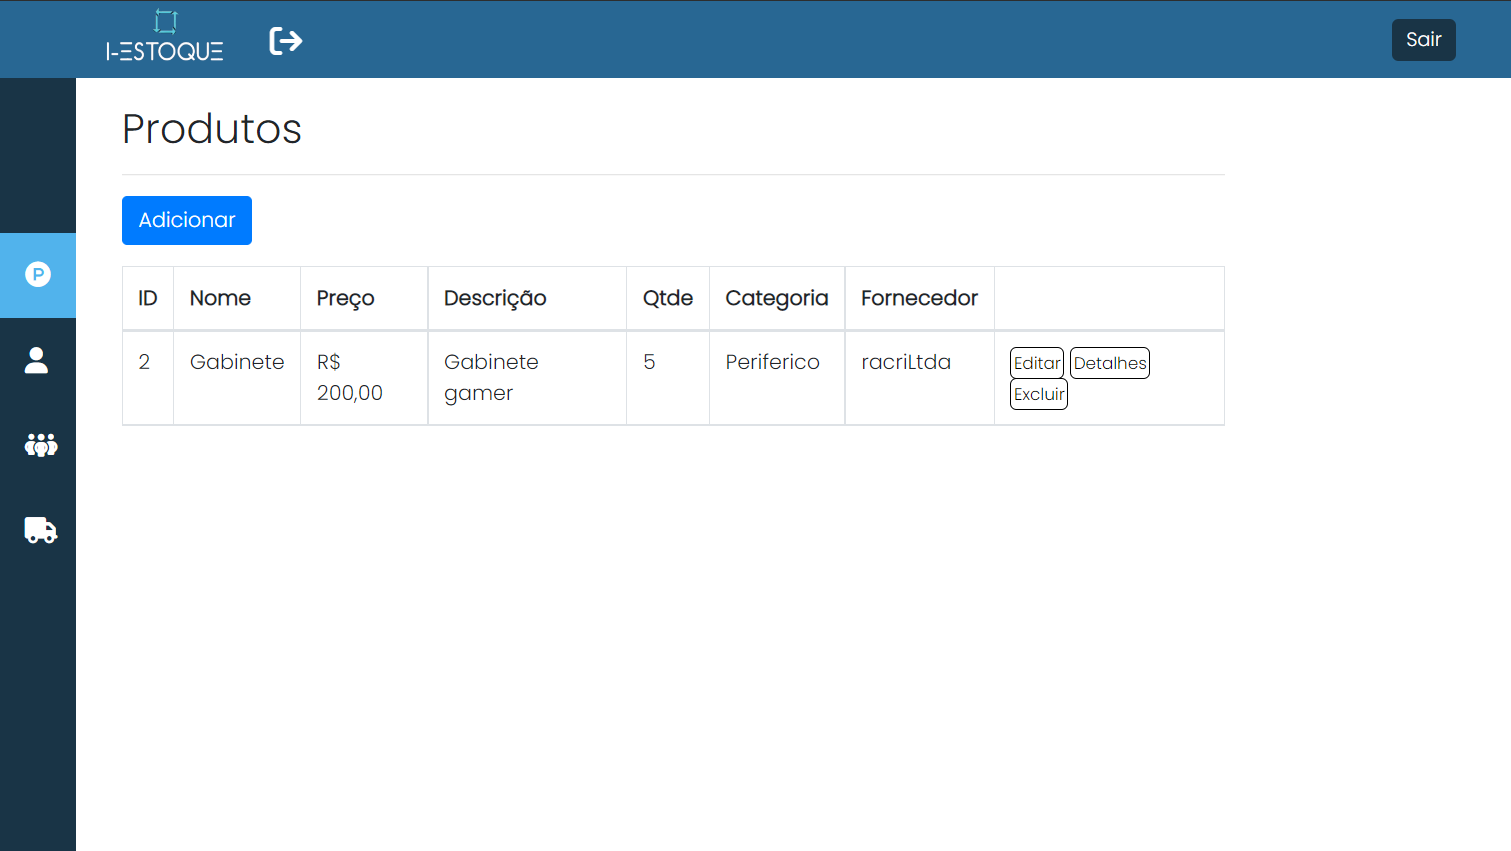 I-ESTOQUE
Sair
Produtos
Adicionar
ID Nome Preço Descrição Qtde Categoria Fornecedor
P
2 Gabinete R$ Gabinete 5 Periferico racriLtda Editar Detalhes
200,00 gamer Excluir